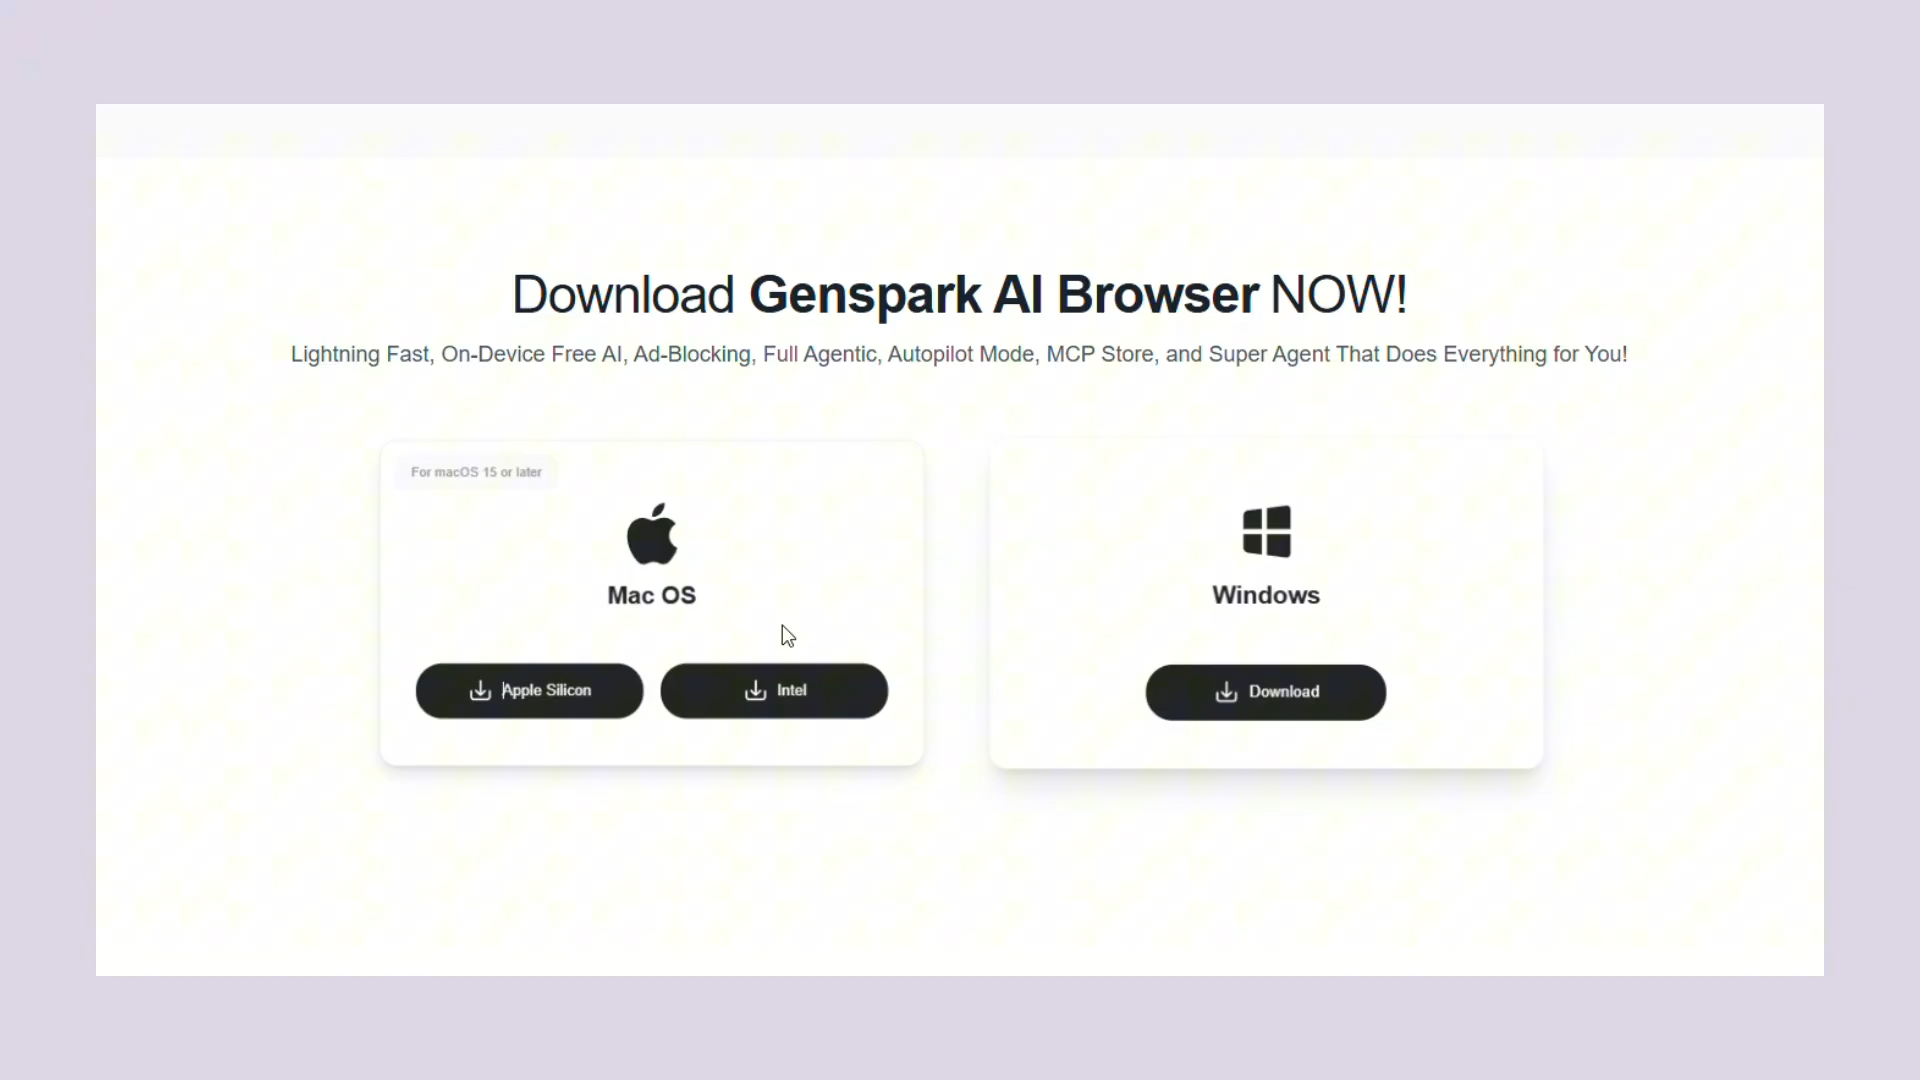 Download Genspark AI Browser NOW!
Lightning Fast, On-Device Free AI, Ad-Blocking, Full Agentic, Autopilot Mode, MCP Store, and Super Agent That Does Everything for You!
For macOS 15 or later
Mac OS
Apple Silicon
Intel
Windows
Download